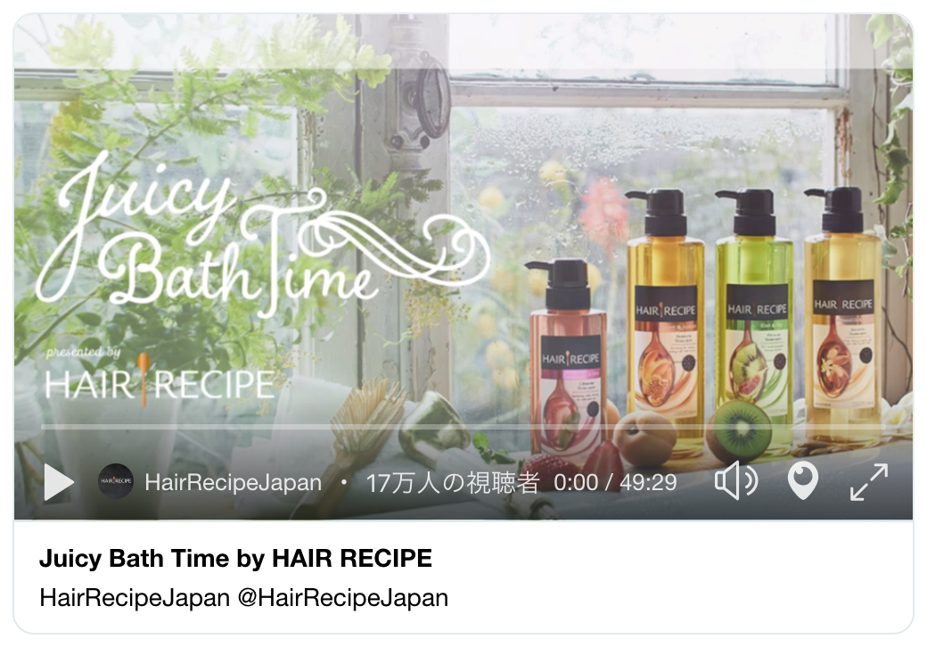 Juicy
Bath Time
presented by
HAIR RECIPE
HAIR RECIPE
HAIR RECIPE
HAIR RECIPE
HAIR RECIPE
HairRecipeJapan • 17万人の視聴者 0:00 / 49:29
Juicy Bath Time by HAIR RECIPE
HairRecipeJapan @HairRecipeJapan